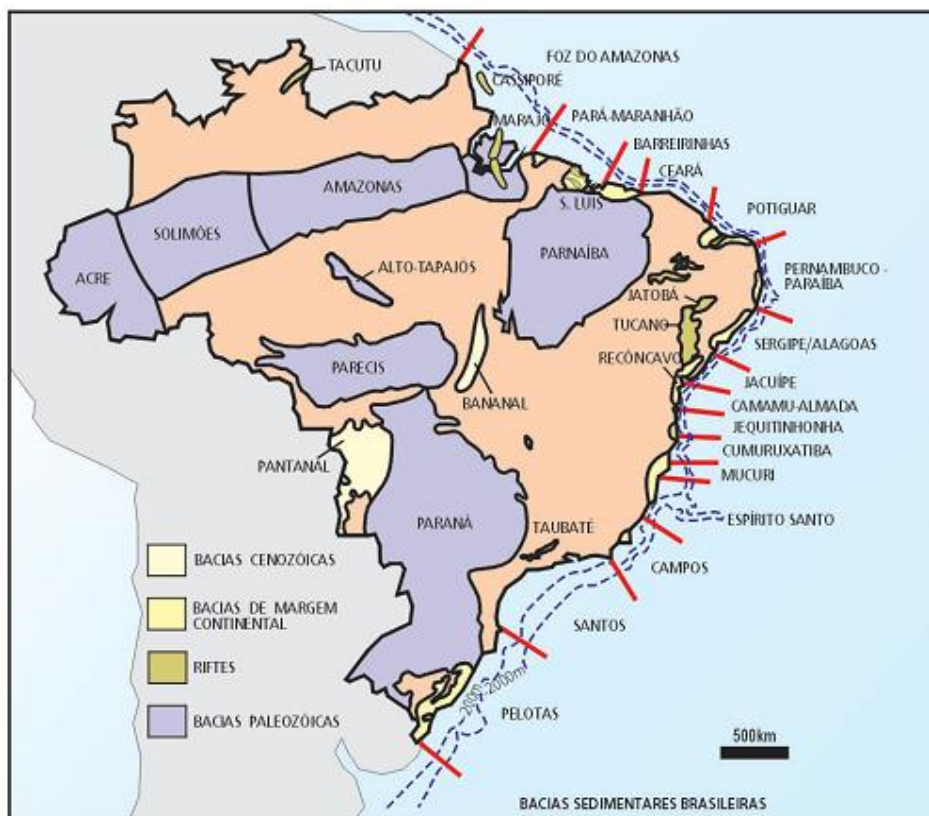 TACUTU
FOZ DO AMAZONAS
CASSIPORÉ
MARAJÓ
PARÁ-MARANHÃO
BARREIRINHAS
CEARÁ
AMAZONAS
S. LUIS
POTIGUAR
SOLIMÕES
PARNAÍBA
ACRE
ALTO-TAPAJÓS
PERNAMBUCO -
PARAÍBA
JATOBÁ
TUCANO
SERGIPE/ALAGOAS
RECÔNCAVO
PARECIS
JACUÍPE
BANANAL
CAMAMU-ALMADA
JEQUITINHONHA
CUMURUXATIBA
PANTANAL
MUCURI
PARANÁ
TAUBATÉ
ESPÍRITO SANTO
CAMPOS
SANTOS
200m
2000m
PELOTAS
BACIAS CENOZÓICAS
BACIAS DE MARGEM
CONTINENTAL
RIFTES
BACIAS PALEOZÓICAS
500km
BACIAS SEDIMENTARES BRASILEIRAS